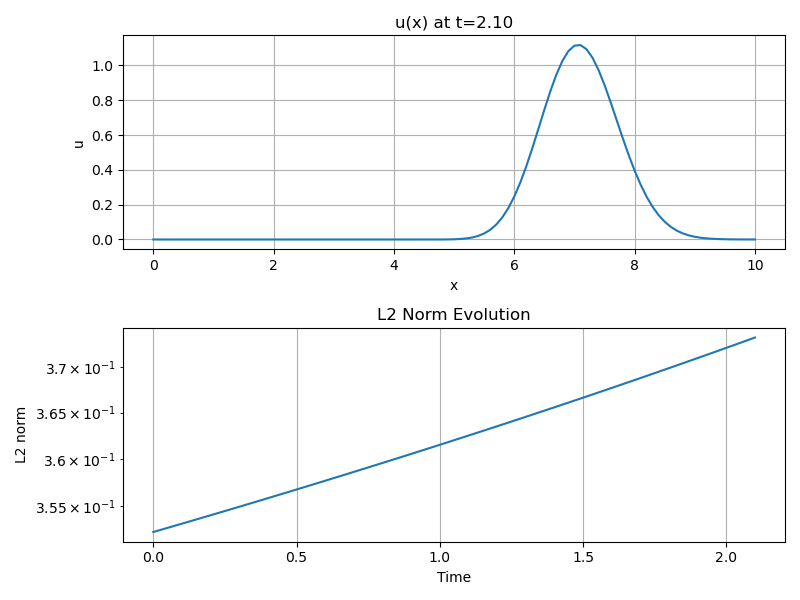 u(x) at t=2.10
1.0
0.8
0.6
0.4
0.2
0.0
u
0 2 4 6 8 10
x
L2 Norm Evolution
3.7 × 10⁻¹
3.65 × 10⁻¹
3.6 × 10⁻¹
3.55 × 10⁻¹
L2 norm
0.0 0.5 1.0 1.5 2.0
Time